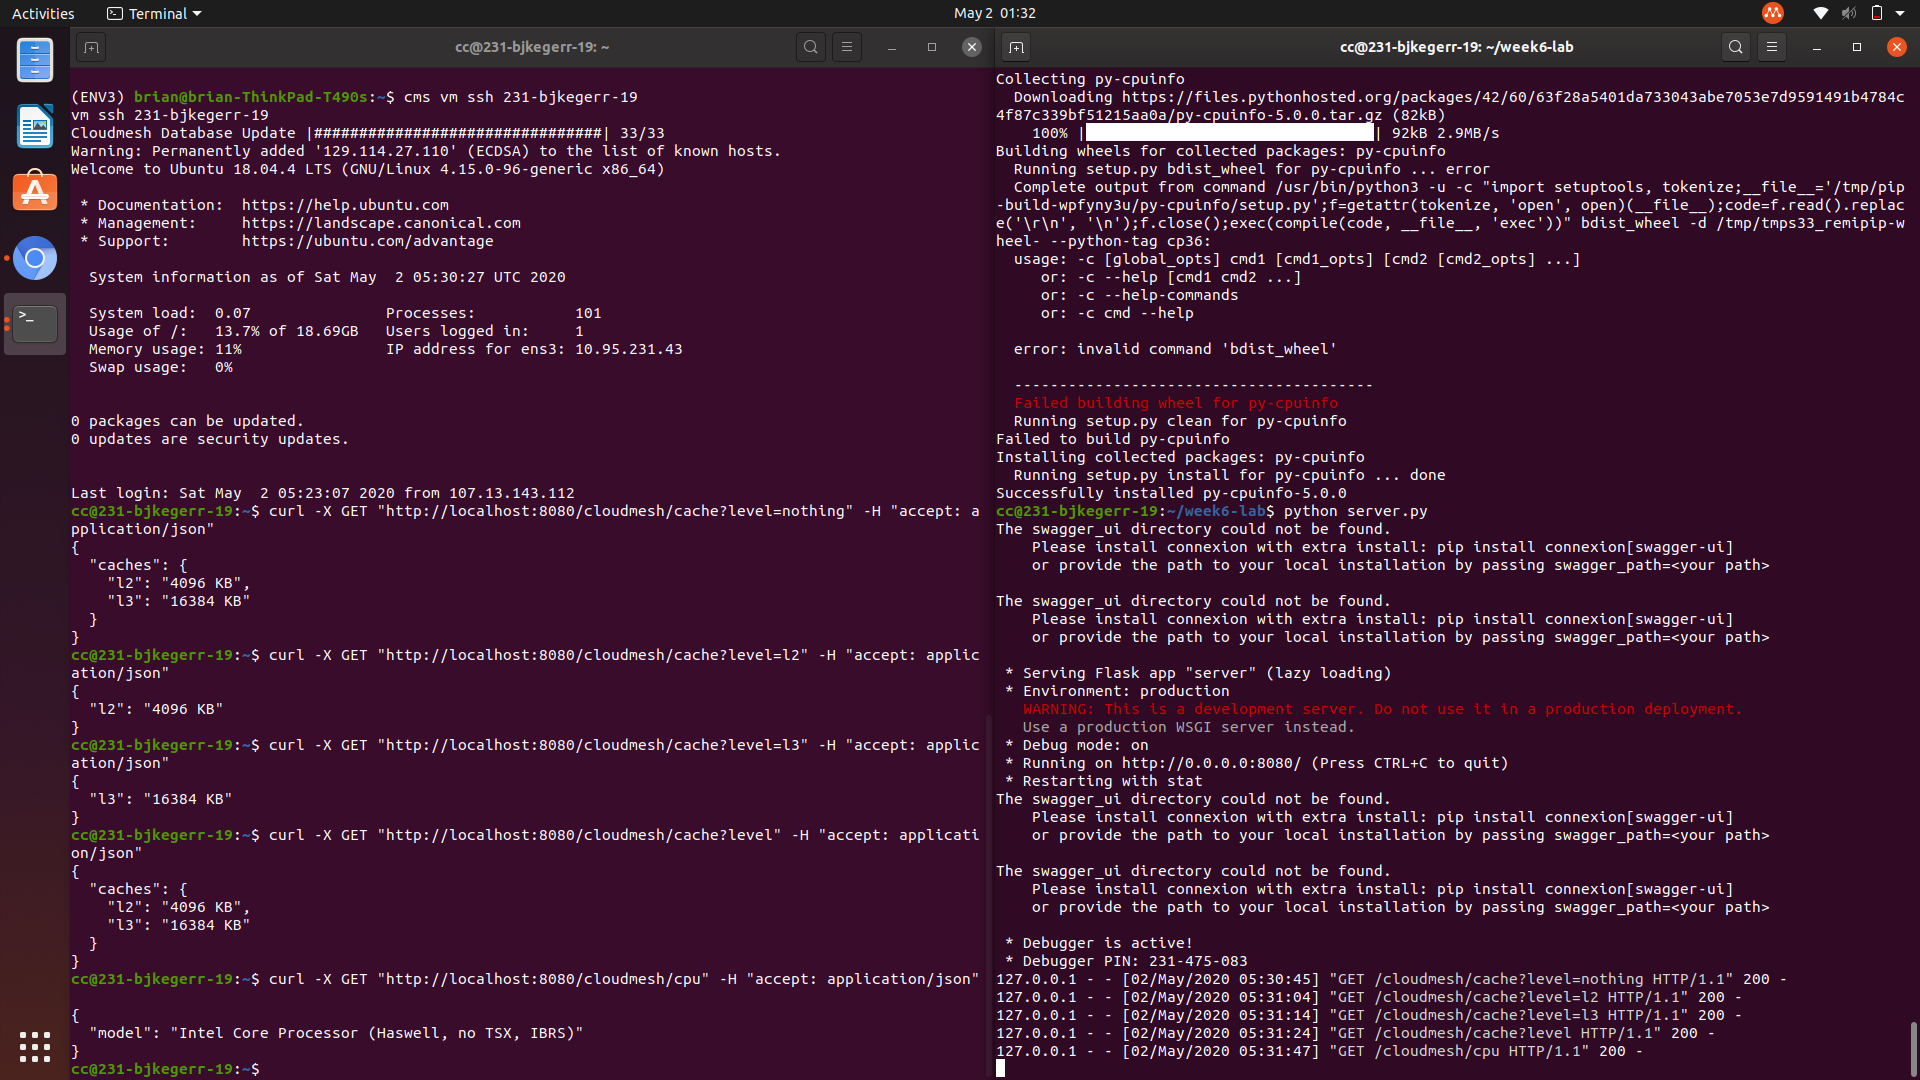 Activities
Terminal
May 2 01:32
cc@231-bjkegerr-19: ~
(ENV3) brian@brian-ThinkPad-T490s:~$ cms vm ssh 231-bjkegerr-19
vm ssh 231-bjkegerr-19
Cloudmesh Database Update |################################| 33/33
Warning: Permanently added '129.114.27.110' (ECDSA) to the list of known hosts.
Welcome to Ubuntu 18.04.4 LTS (GNU/Linux 4.15.0-96-generic x86_64)
* Documentation:  https://help.ubuntu.com
* Management:     https://landscape.canonical.com
* Support:        https://ubuntu.com/advantage
System information as of Sat May  2 05:30:27 UTC 2020
System load:  0.07               Processes:           101
Usage of /:   13.7% of 18.69GB   Users logged in:     1
Memory usage: 11%                IP address for ens3: 10.95.231.43
Swap usage:   0%
0 packages can be updated.
0 updates are security updates.
Last login: Sat May  2 05:23:07 2020 from 107.13.143.112
cc@231-bjkegerr-19:~$ curl -X GET "http://localhost:8080/cloudmesh/cache?level=nothing" -H "accept: a
pplication/json"
{
"caches": {
"l2": "4096 KB",
"l3": "16384 KB"
}
}
cc@231-bjkegerr-19:~$ curl -X GET "http://localhost:8080/cloudmesh/cache?level=l2" -H "accept: applic
ation/json"
{
"l2": "4096 KB"
}
cc@231-bjkegerr-19:~$ curl -X GET "http://localhost:8080/cloudmesh/cache?level=l3" -H "accept: applic
ation/json"
{
"l3": "16384 KB"
}
cc@231-bjkegerr-19:~$ curl -X GET "http://localhost:8080/cloudmesh/cache?level" -H "accept: applicati
on/json"
{
"caches": {
"l2": "4096 KB",
"l3": "16384 KB"
}
}
cc@231-bjkegerr-19:~$ curl -X GET "http://localhost:8080/cloudmesh/cpu" -H "accept: application/json"
{
"model": "Intel Core Processor (Haswell, no TSX, IBRS)"
}
cc@231-bjkegerr-19:~$
cc@231-bjkegerr-19: ~/week6-lab
Collecting py-cpuinfo
Downloading https://files.pythonhosted.org/packages/42/60/63f28a5401da733043abe7053e7d9591491b4784c
4f87c339bf51215aa0a/py-cpuinfo-5.0.0.tar.gz (82kB)
100% |                                | 92kB 2.9MB/s
Building wheels for collected packages: py-cpuinfo
Running setup.py bdist_wheel for py-cpuinfo ... error
Complete output from command /usr/bin/python3 -u -c "import setuptools, tokenize;__file__='/tmp/pip
-build-wpfyny3u/py-cpuinfo/setup.py';f=getattr(tokenize, 'open', open)(__file__);code=f.read().replac
e('\r\n', '\n');f.close();exec(compile(code, __file__, 'exec'))" bdist_wheel -d /tmp/tmps33_remipip-w
heel- --python-tag cp36:
usage: -c [global_opts] cmd1 [cmd1_opts] [cmd2 [cmd2_opts] ...]
or: -c --help [cmd1 cmd2 ...]
or: -c --help-commands
or: -c cmd --help
error: invalid command 'bdist_wheel'
----------------------------------------
Failed building wheel for py-cpuinfo
Running setup.py clean for py-cpuinfo
Failed to build py-cpuinfo
Installing collected packages: py-cpuinfo
Running setup.py install for py-cpuinfo ... done
Successfully installed py-cpuinfo-5.0.0
cc@231-bjkegerr-19:~/week6-lab$ python server.py
The swagger_ui directory could not be found.
Please install connexion with extra install: pip install connexion[swagger-ui]
or provide the path to your local installation by passing swagger_path=<your path>
The swagger_ui directory could not be found.
Please install connexion with extra install: pip install connexion[swagger-ui]
or provide the path to your local installation by passing swagger_path=<your path>
* Serving Flask app "server" (lazy loading)
* Environment: production
WARNING: This is a development server. Do not use it in a production deployment.
Use a production WSGI server instead.
* Debug mode: on
* Running on http://0.0.0.0:8080/ (Press CTRL+C to quit)
* Restarting with stat
The swagger_ui directory could not be found.
Please install connexion with extra install: pip install connexion[swagger-ui]
or provide the path to your local installation by passing swagger_path=<your path>
The swagger_ui directory could not be found.
Please install connexion with extra install: pip install connexion[swagger-ui]
or provide the path to your local installation by passing swagger_path=<your path>
* Debugger is active!
* Debugger PIN: 231-475-083
127.0.0.1 - - [02/May/2020 05:30:45] "GET /cloudmesh/cache?level=nothing HTTP/1.1" 200 -
127.0.0.1 - - [02/May/2020 05:31:04] "GET /cloudmesh/cache?level=l2 HTTP/1.1" 200 -
127.0.0.1 - - [02/May/2020 05:31:14] "GET /cloudmesh/cache?level=l3 HTTP/1.1" 200 -
127.0.0.1 - - [02/May/2020 05:31:24] "GET /cloudmesh/cache?level HTTP/1.1" 200 -
127.0.0.1 - - [02/May/2020 05:31:47] "GET /cloudmesh/cpu HTTP/1.1" 200 -